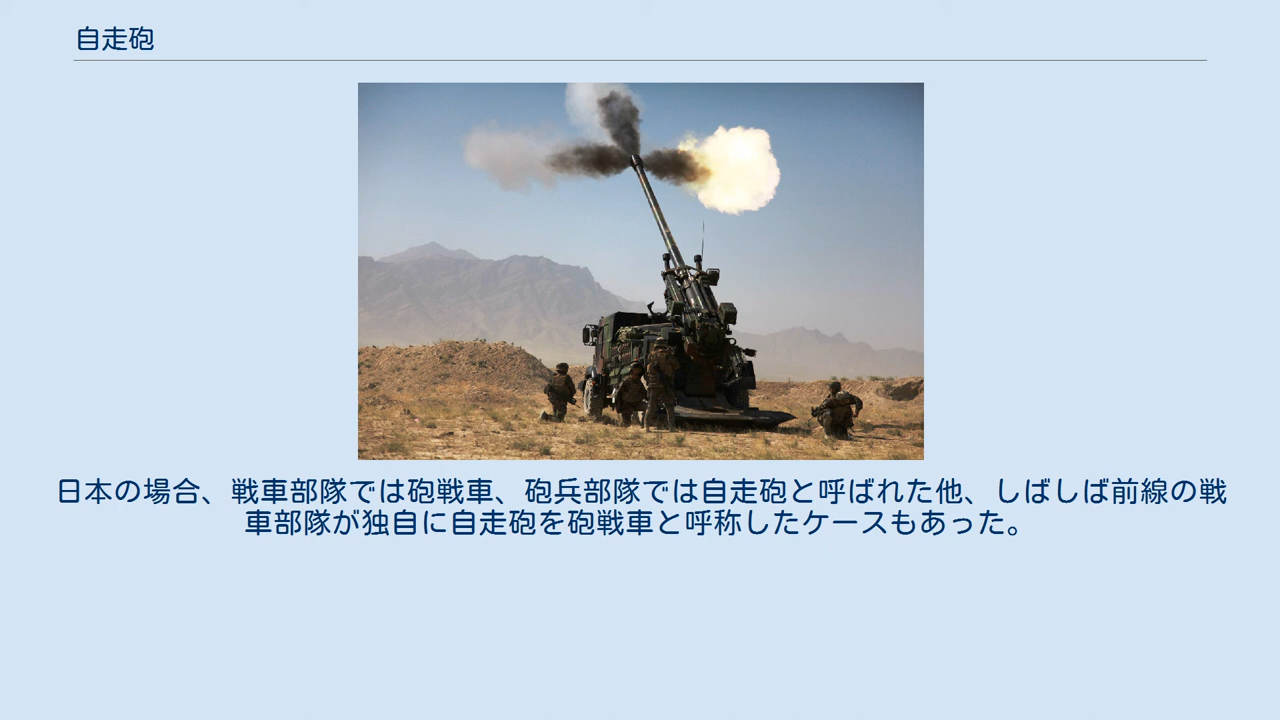 自走砲
日本の場合、戦車部隊では砲戦車、砲兵部隊では自走砲と呼ばれた他、しばしば前線の戦
車部隊が独自に自走砲を砲戦車と呼称したケースもあった。